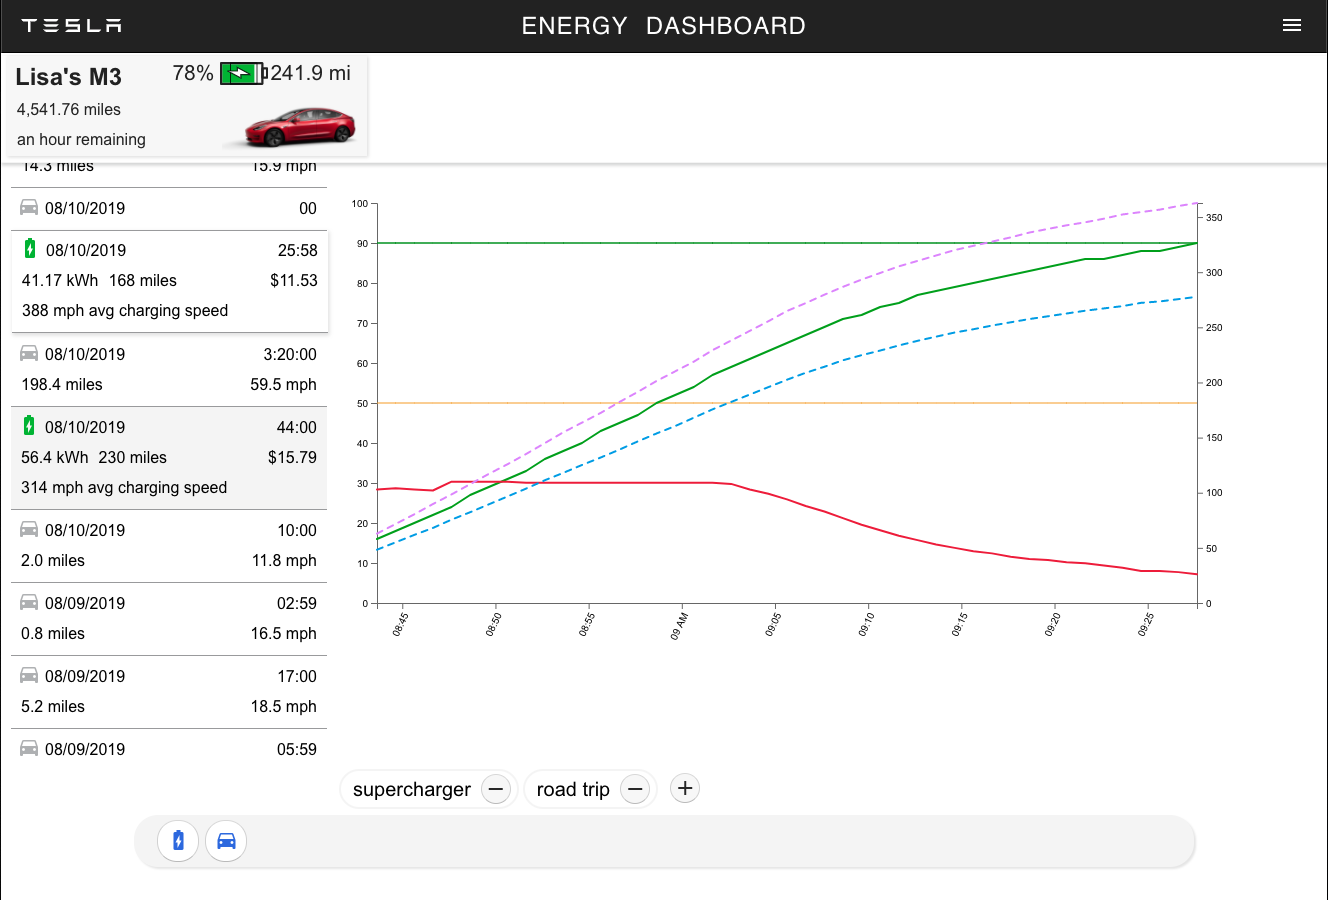 TESLA
ENERGY DASHBOARD
Lisa's M3
78% 241.9 mi
4,541.76 miles
an hour remaining
14.3 miles 15.9 mph
08/10/2019 00
08/10/2019 25:58
41.17 kWh 168 miles $11.53
388 mph avg charging speed
08/10/2019 3:20:00
198.4 miles 59.5 mph
08/10/2019 44:00
56.4 kWh 230 miles $15.79
314 mph avg charging speed
08/10/2019 10:00
2.0 miles 11.8 mph
08/09/2019 02:59
0.8 miles 16.5 mph
08/09/2019 17:00
5.2 miles 18.5 mph
08/09/2019 05:59
100
90
80
70
60
50
40
30
20
10
0
350
300
250
200
150
100
50
0
08:45 08:50 08:55 09 AM 09:05 09:10 09:15 09:20 09:25
supercharger − road trip − +